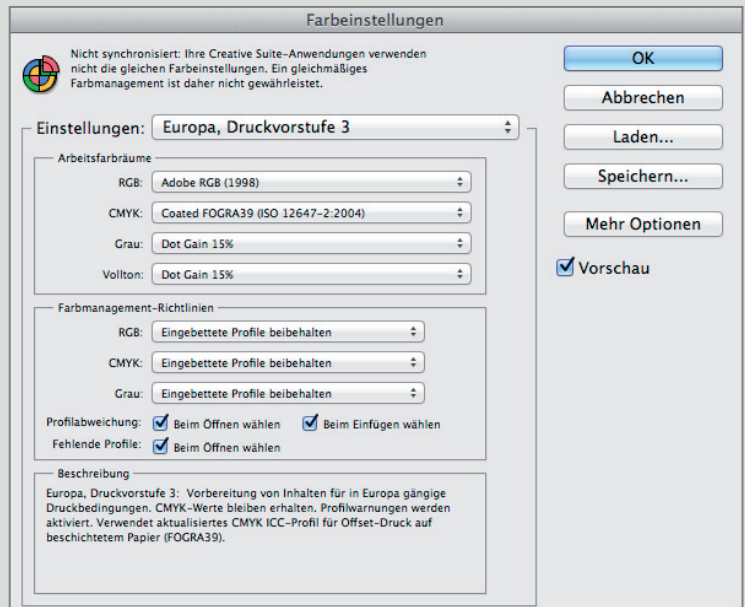 Farbeinstellungen
Nicht synchronisiert: Ihre Creative Suite-Anwendungen verwenden
nicht die gleichen Farbeinstellungen. Ein gleichmäßiges
Farbmanagement ist daher nicht gewährleistet.
Einstellungen: Europa, Druckvorstufe 3
Arbeitsfarbräume
RGB: Adobe RGB (1998)
CMYK: Coated FOGRA39 (ISO 12647-2:2004)
Grau: Dot Gain 15%
Vollton: Dot Gain 15%
Farbmanagement-Richtlinien
RGB: Eingebettete Profile beibehalten
CMYK: Eingebettete Profile beibehalten
Grau: Eingebettete Profile beibehalten
Profilabweichung: Beim Öffnen wählen Beim Einfügen wählen
Fehlende Profile: Beim Öffnen wählen
Beschreibung
Europa, Druckvorstufe 3: Vorbereitung von Inhalten für in Europa gängige
Druckbedingungen. CMYK-Werte bleiben erhalten. Profilwarnungen werden
aktiviert. Verwendet aktualisiertes CMYK ICC-Profil für Offset-Druck auf
beschichtetem Papier (FOGRA39).
OK
Abbrechen
Laden...
Speichern...
Mehr Optionen
Vorschau